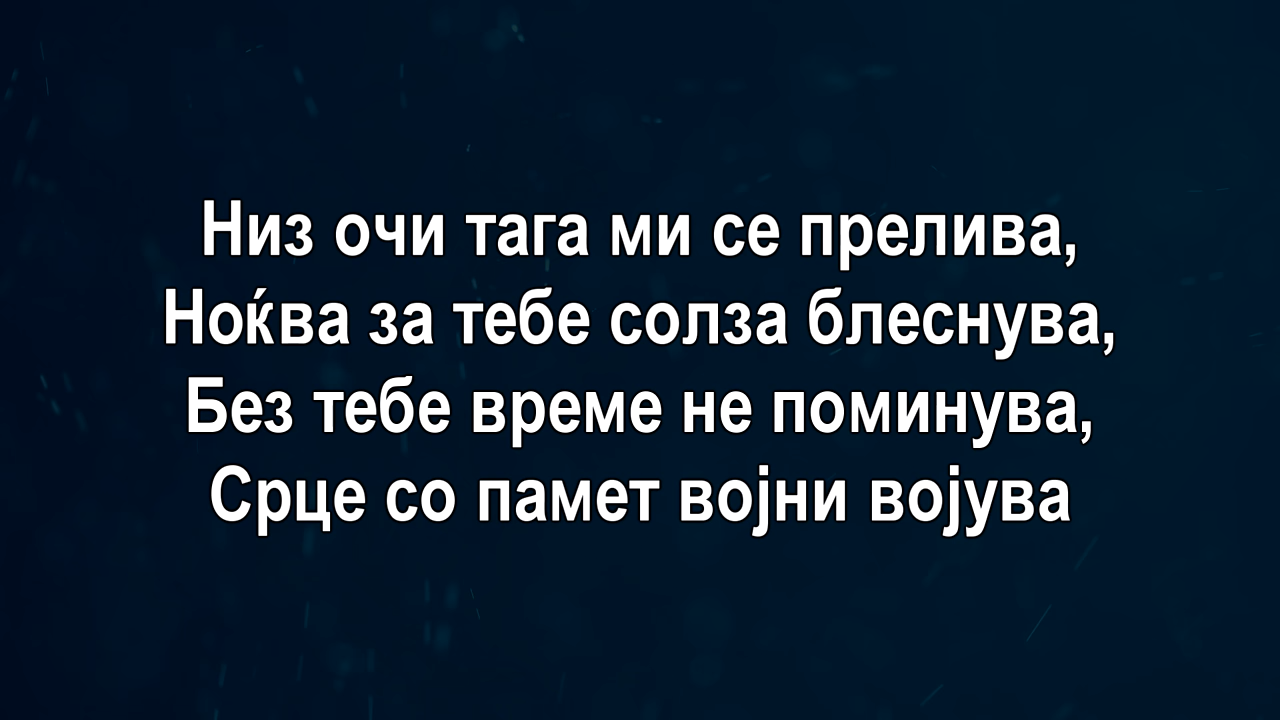 Низ очи тага ми се прелива,
Ноќва за тебе солза блеснува,
Без тебе време не поминува,
Срце со памет војни војува